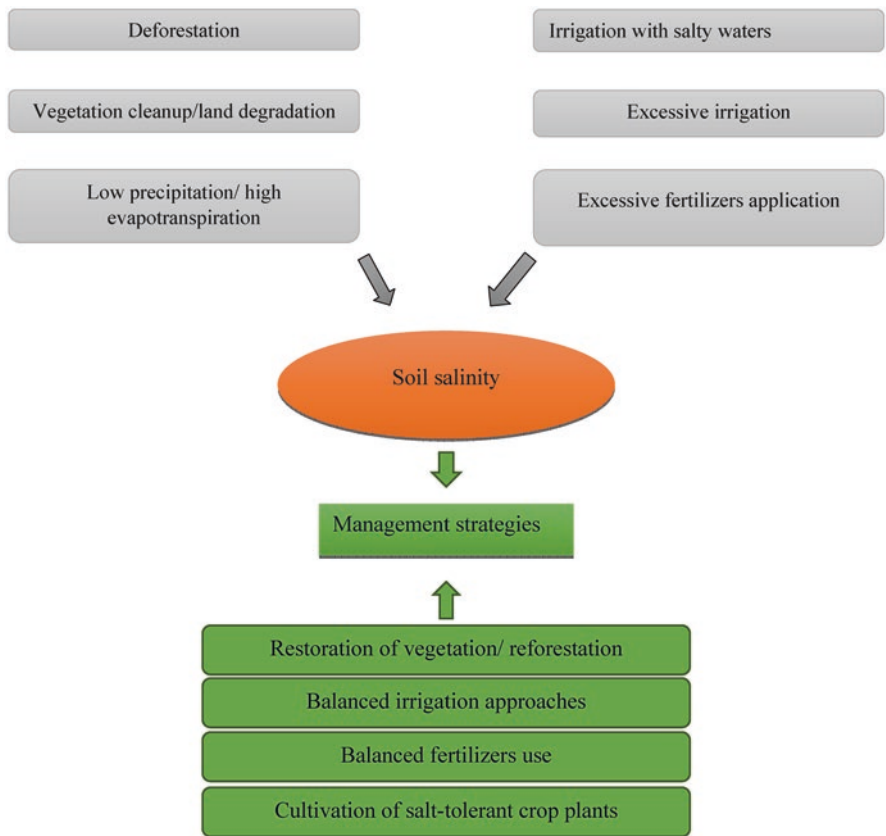 Deforestation
Irrigation with salty waters
Vegetation cleanup/land degradation
Excessive irrigation
Low precipitation/ high
evapotranspiration
Excessive fertilizers application
Soil salinity
Management strategies
Restoration of vegetation/ reforestation
Balanced irrigation approaches
Balanced fertilizers use
Cultivation of salt-tolerant crop plants